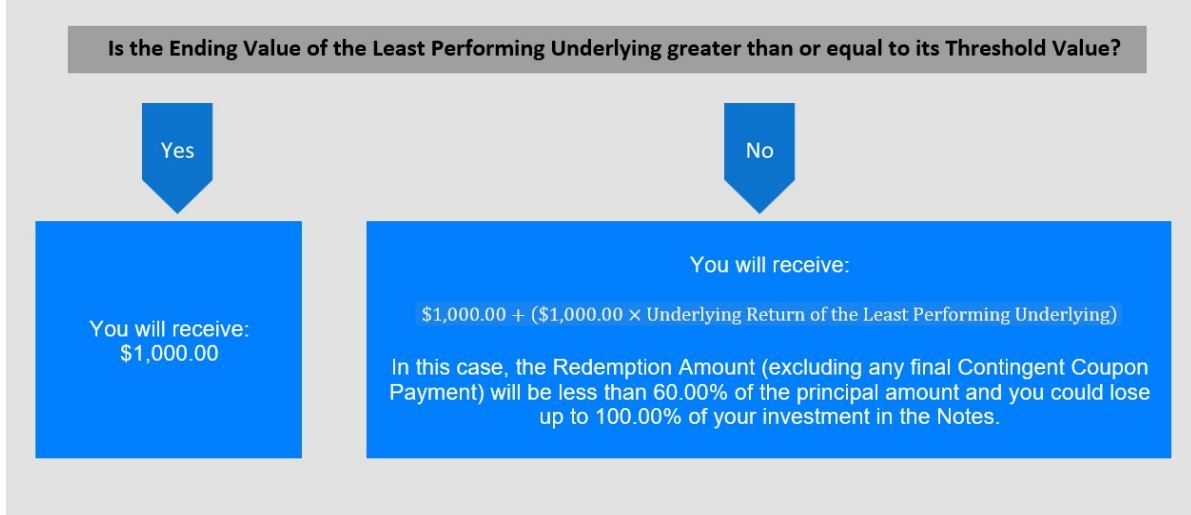 Is the Ending Value of the Least Performing Underlying greater than or equal to its Threshold Value?
Yes
No
You will receive:
$1,000.00
You will receive:
$1,000.00 + ($1,000.00 × Underlying Return of the Least Performing Underlying)
In this case, the Redemption Amount (excluding any final Contingent Coupon
Payment) will be less than 60.00% of the principal amount and you could lose
up to 100.00% of your investment in the Notes.